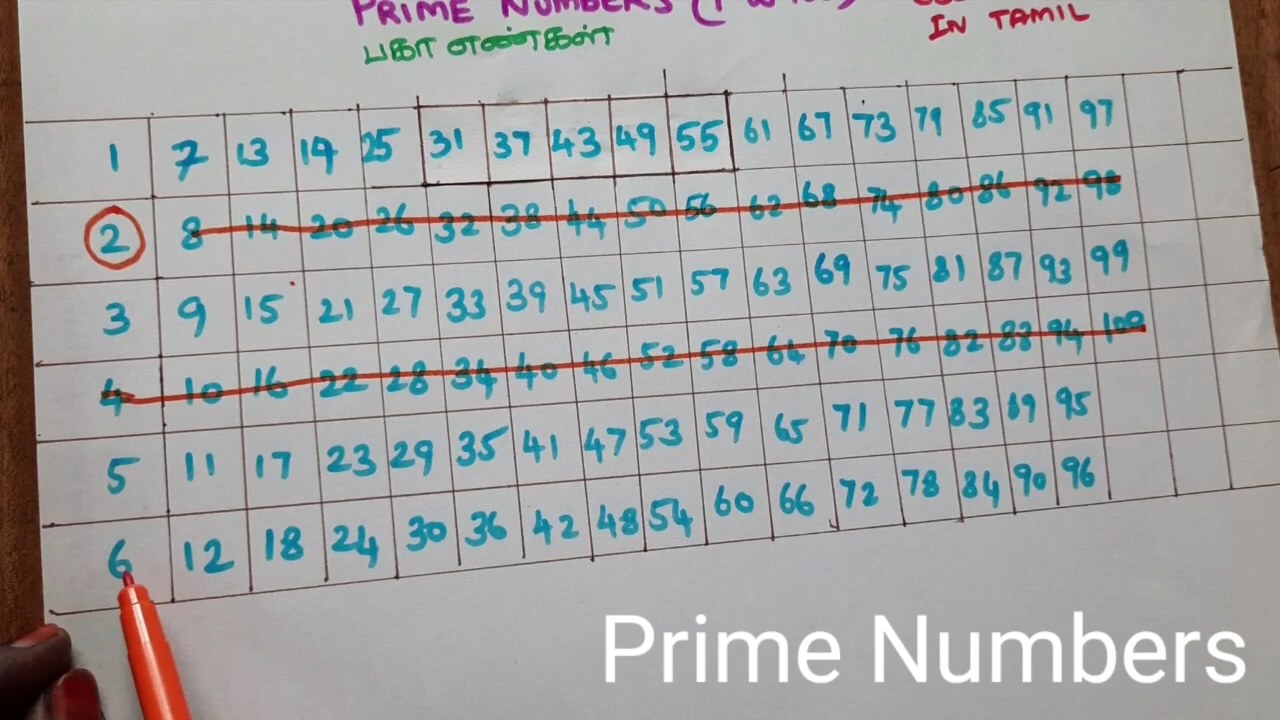 PRIME NUMBERS
பகா எண்கள்
IN TAMIL
1 7 13 19 25 31 37 43 49 55 61 67 73 79 85 91 97
2 8 14 20 26 32 38 44 50 56 62 68 74 80 86 92 98
3 9 15 21 27 33 39 45 51 57 63 69 75 81 87 93 99
4 10 16 22 28 34 40 46 52 58 64 70 76 82 88 94 100
5 11 17 23 29 35 41 47 53 59 65 71 77 83 89 95
6 12 18 24 30 36 42 48 54 60 66 72 78 84 90 96
Prime Numbers